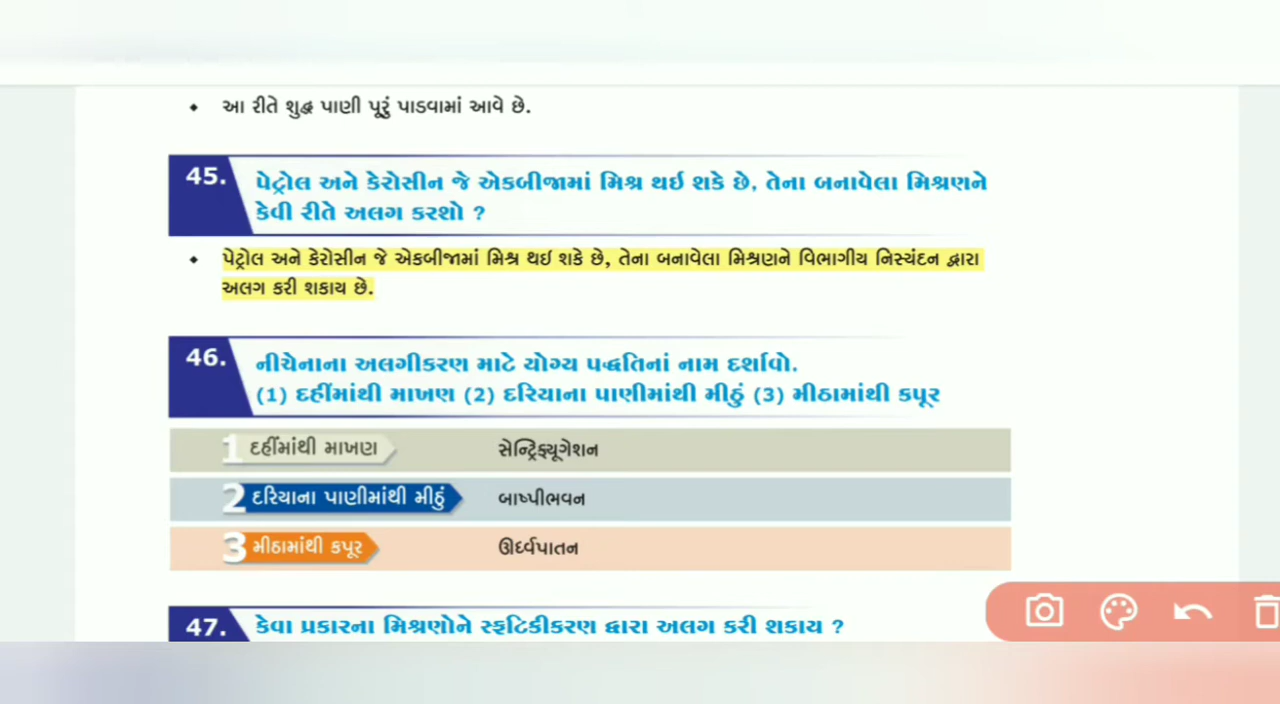 • આ રીતે શુદ્ધ પાણી પૂરું પાડવામાં આવે છે.
45. પેટ્રોલ અને કેરોસીન જે એકબીજામાં મિશ્ર થઇ શકે છે, તેના બનાવેલા મિશ્રણને
કેવી રીતે અલગ કરશો ?
• પેટ્રોલ અને કેરોસીન જે એકબીજામાં મિશ્ર થઇ શકે છે, તેના બનાવેલા મિશ્રણને વિભાગીય નિસ્યંદન દ્વારા
અલગ કરી શકાય છે.
46. નીચેનાના અલગીકરણ માટે યોગ્ય પદ્ધતિનાં નામ દર્શાવો.
(1) દહીંમાંથી માખણ (2) દરિયાના પાણીમાંથી મીઠું (3) મીઠામાંથી કપૂર
1 દહીંમાંથી માખણ સેન્ટ્રિફ્યૂગેશન
2 દરિયાના પાણીમાંથી મીઠું બાષ્પીભવન
3 મીઠામાંથી કપૂર ઊર્ધ્વપાતન
47. કેવા પ્રકારના મિશ્રણોને સ્ફટિકીકરણ દ્વારા અલગ કરી શકાય ?